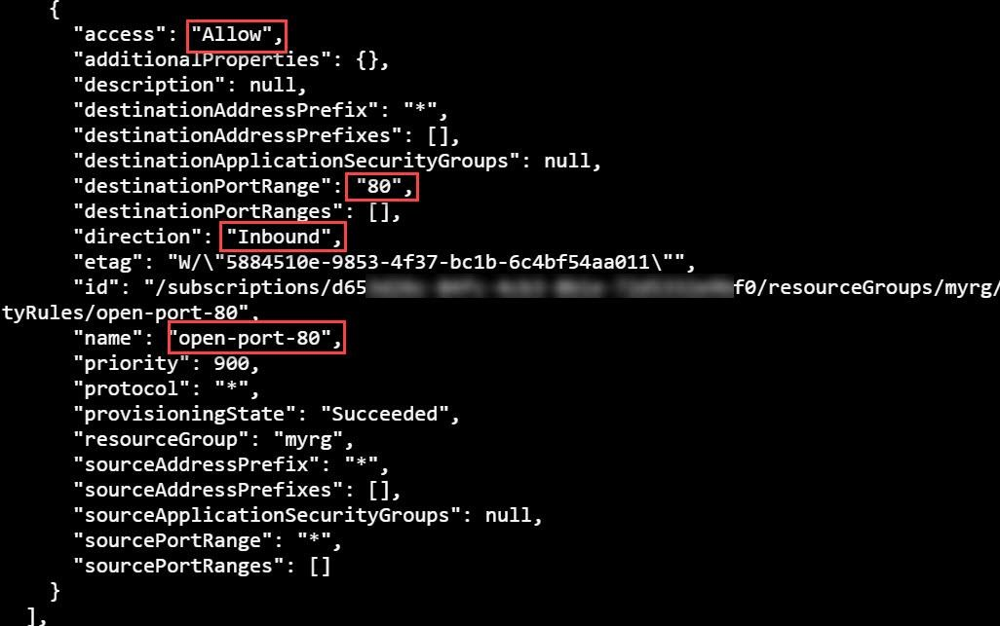 {
"access": "Allow",
"additionalProperties": {},
"description": null,
"destinationAddressPrefix": "*",
"destinationAddressPrefixes": [],
"destinationApplicationSecurityGroups": null,
"destinationPortRange": "80",
"destinationPortRanges": [],
"direction": "Inbound",
"etag": "W/\"5884510e-9853-4f37-bc1b-6c4bf54aa011\"",
"id": "/subscriptions/d65 f0/resourceGroups/myrg/
tyRules/open-port-80",
"name": "open-port-80",
"priority": 900,
"protocol": "*",
"provisioningState": "Succeeded",
"resourceGroup": "myrg",
"sourceAddressPrefix": "*",
"sourceAddressPrefixes": [],
"sourceApplicationSecurityGroups": null,
"sourcePortRange": "*",
"sourcePortRanges": []
}
],